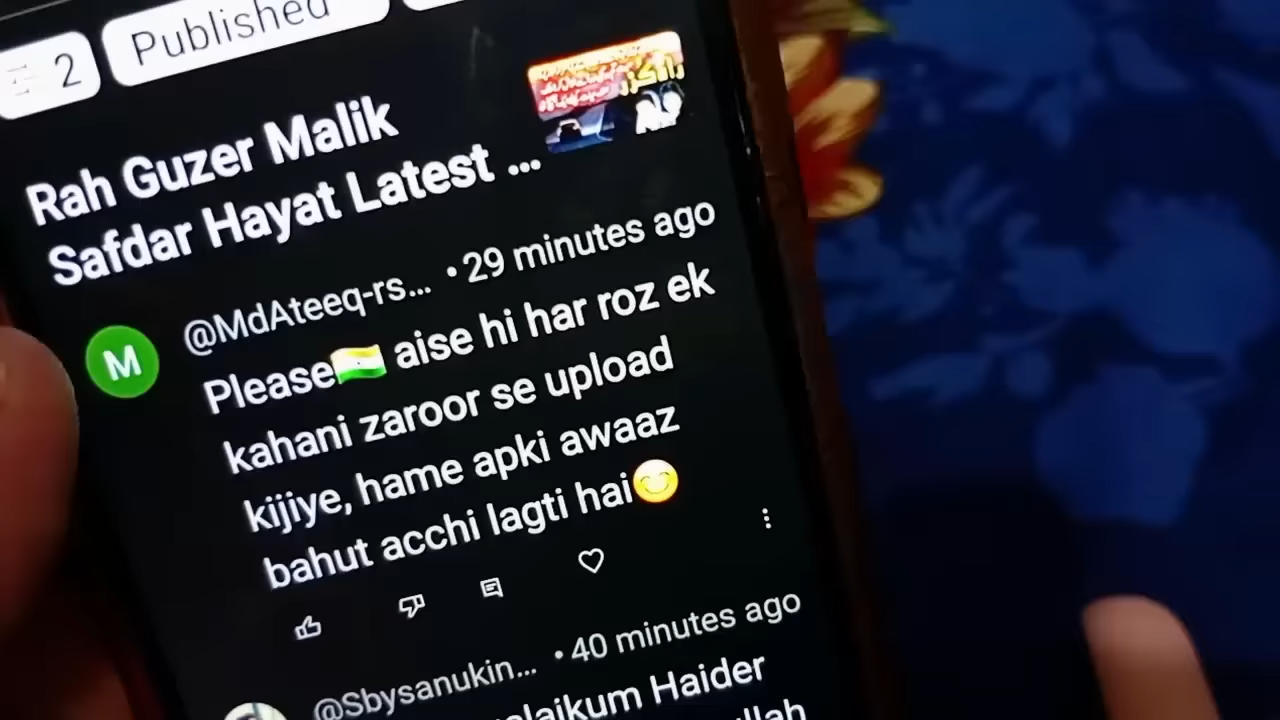 2 Published
Rah Guzer Malik
Safdar Hayat Latest ...
راہگزر
@MdAteeq-rs... • 29 minutes ago
M
Please🇮🇳 aise hi har roz ek
kahani zaroor se upload
kijiye, hame apki awaaz
bahut acchi lagti hai😊
@Sbysanukin... • 40 minutes ago
Haider